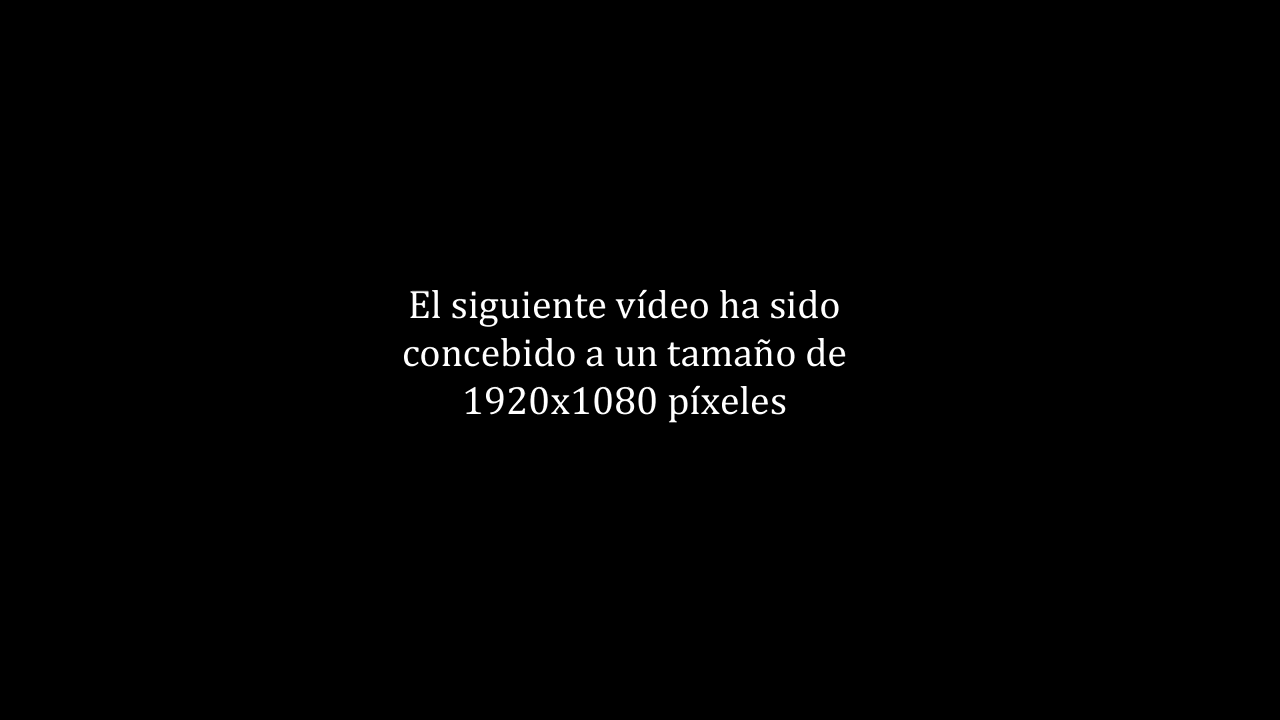 El siguiente vídeo ha sido
concebido a un tamaño de
1920x1080 píxeles